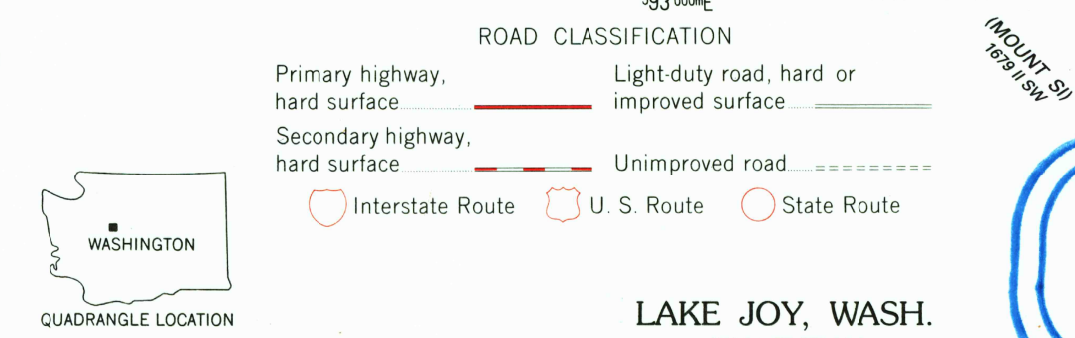 593000mE
ROAD CLASSIFICATION
Primary highway,
hard surface
Light-duty road, hard or
improved surface
Secondary highway,
hard surface
Unimproved road
Interstate Route
U. S. Route
State Route
(MOUNT SI)
1679 II SW
WASHINGTON
QUADRANGLE LOCATION
LAKE JOY, WASH.